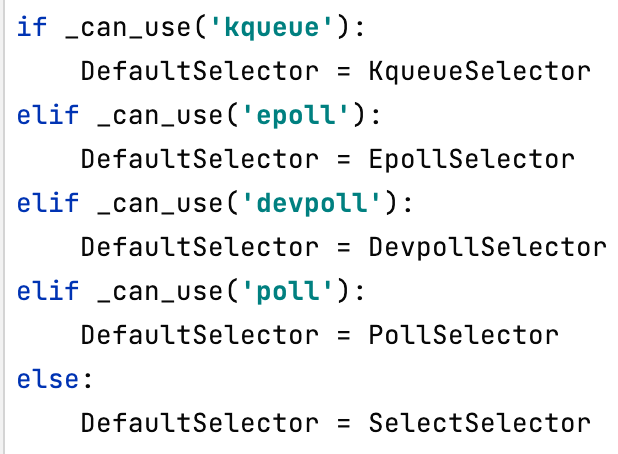 if _can_use('kqueue'):
    DefaultSelector = KqueueSelector
elif _can_use('epoll'):
    DefaultSelector = EpollSelector
elif _can_use('devpoll'):
    DefaultSelector = DevpollSelector
elif _can_use('poll'):
    DefaultSelector = PollSelector
else:
    DefaultSelector = SelectSelector